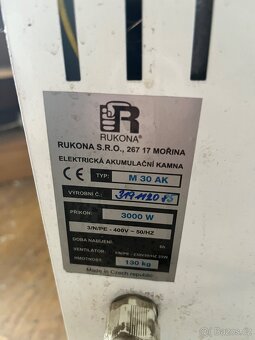 RUKONA®
RUKONA S.R.O., 267 17 MOŘINA
ELEKTRICKÁ AKUMULAČNÍ KAMNA
CE TYP: M 30 AK
VÝROBNÍ Č.:
PŘÍKON: 3000 W
3/N/PE - 400V ~ 50/HZ
DOBA NABÍJENÍ: 8h
VENTILÁTOR:
HMOTNOST: 130 kg
Made in Czech republic